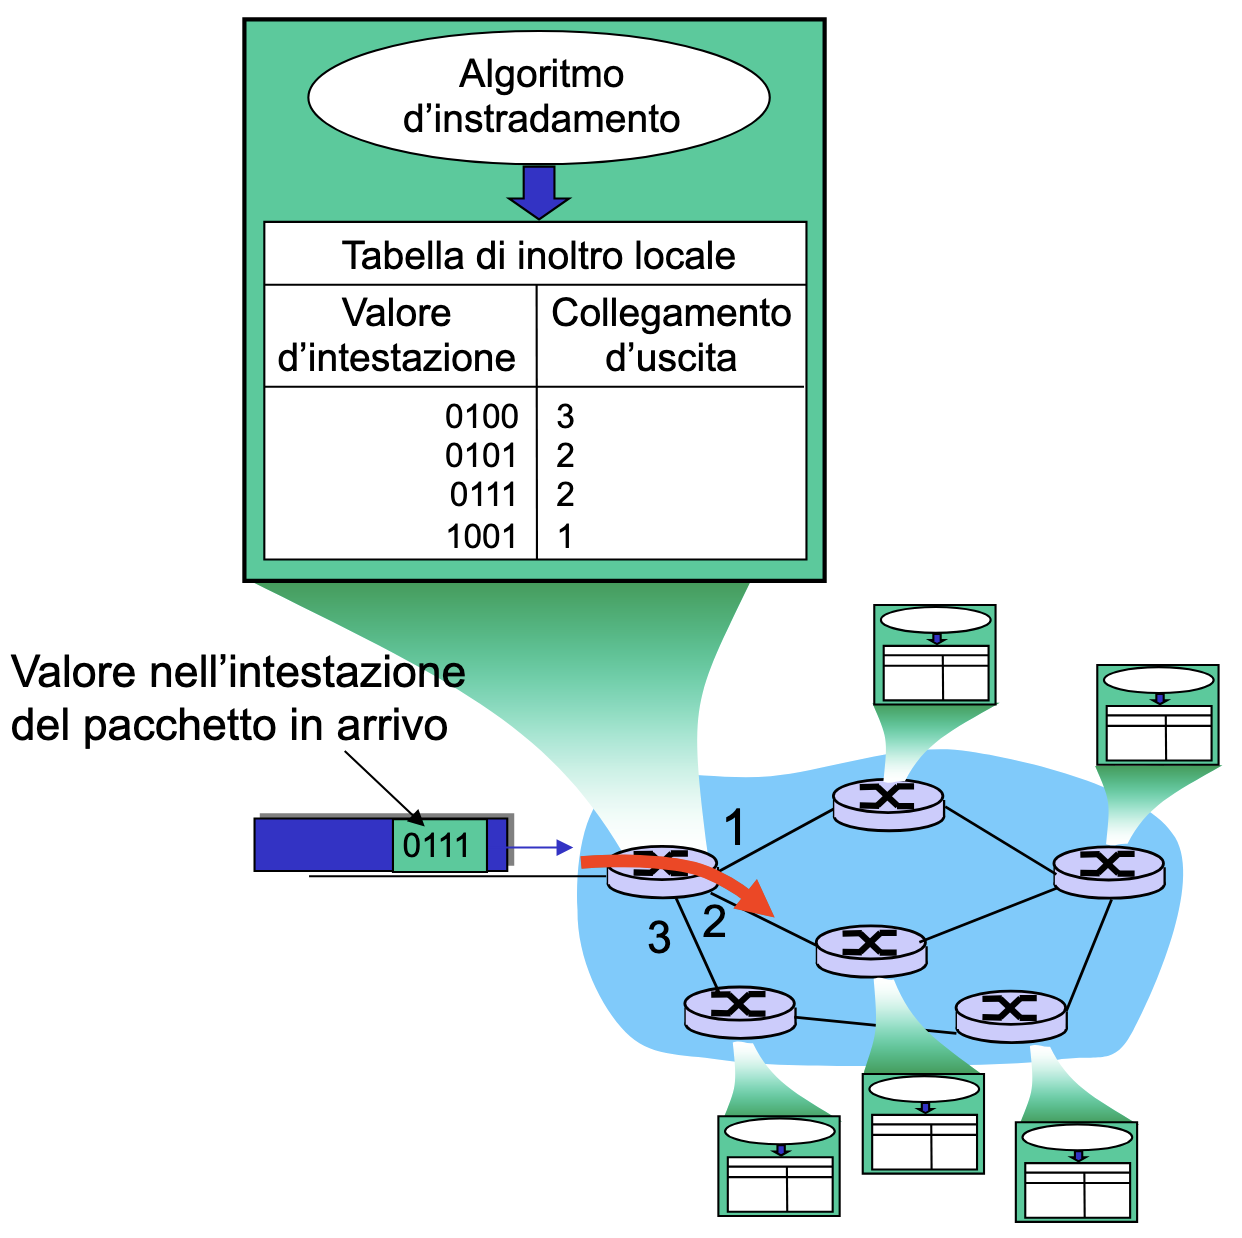 Algoritmo
d’instradamento
Tabella di inoltro locale
Valore
d’intestazione
Collegamento
d’uscita
0100 3
0101 2
0111 2
1001 1
Valore nell’intestazione
del pacchetto in arrivo
0111
1
2
3